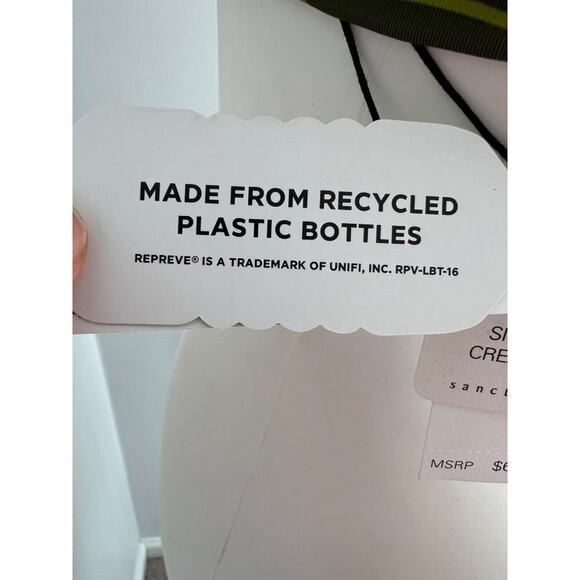 MADE FROM RECYCLED
PLASTIC BOTTLES
REPREVE® IS A TRADEMARK OF UNIFI, INC. RPV-LBT-16
MSRP